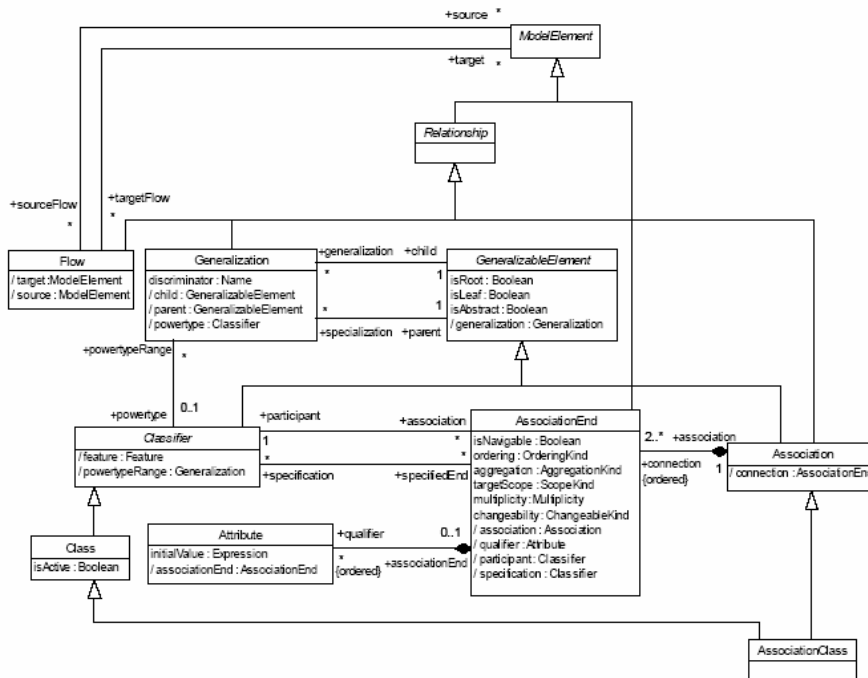 +source *
ModelElement
+target *
Relationship
+sourceFlow
*
+targetFlow
*
Flow
/ target:ModelElement
/ source : ModelElement
Generalization
discriminator : Name
/ child : GeneralizableElement
/ parent : GeneralizableElement
/ powertype : Classifier
+generalization +child
* 1
* 1
+specialization +parent
GeneralizableElement
isRoot : Boolean
isLeaf : Boolean
isAbstract : Boolean
/ generalization : Generalization
+powertypeRange
*
+powertype 0..1
Classifier
/ feature : Feature
/ powertypeRange : Generalization
+participant +association
1 *
* *
+specification +specifiedEnd
AssociationEnd
isNavigable : Boolean
ordering : OrderingKind
aggregation : AggregationKind
targetScope : ScopeKind
multiplicity : Multiplicity
changeability : ChangeableKind
/ association : Association
/ qualifier : Attribute
/ participant : Classifier
/ specification : Classifier
2..* +association
+connection 1
{ordered}
Association
/ connection : AssociationEnd
Class
isActive : Boolean
Attribute
initialValue : Expression
/ associationEnd : AssociationEnd
+qualifier 0..1
*
{ordered} +associationEnd
AssociationClass